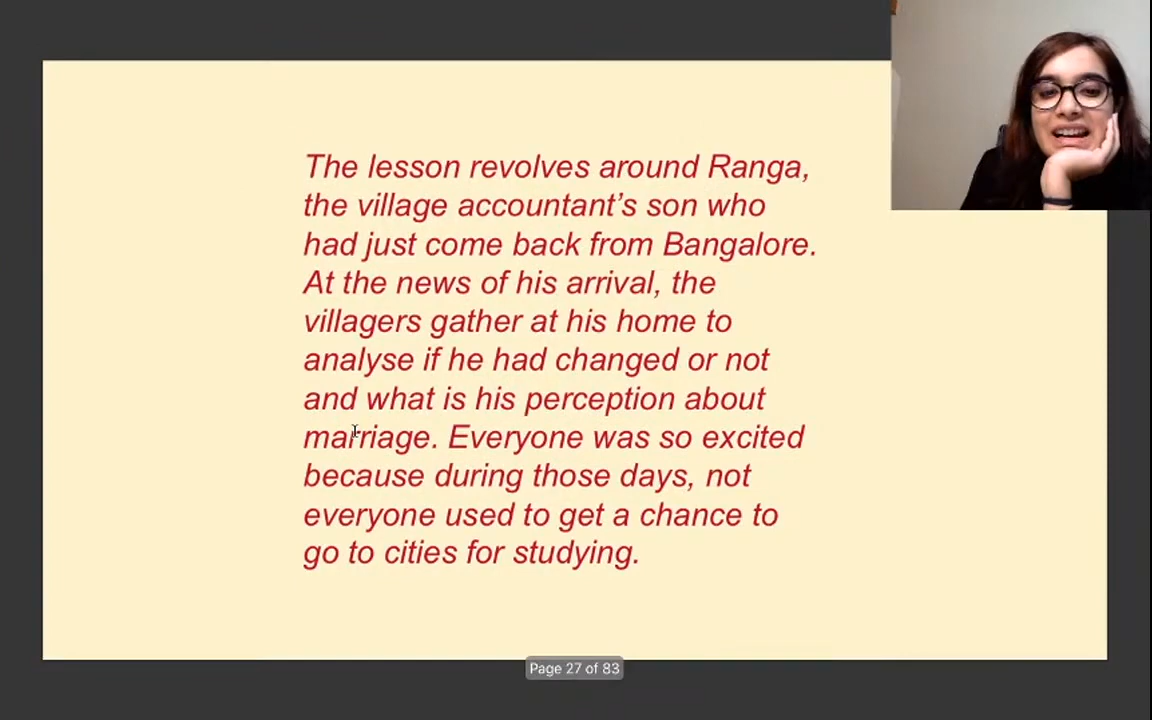 The lesson revolves around Ranga,
the village accountant’s son who
had just come back from Bangalore.
At the news of his arrival, the
villagers gather at his home to
analyse if he had changed or not
and what is his perception about
marriage. Everyone was so excited
because during those days, not
everyone used to get a chance to
go to cities for studying.
Page 27 of 83